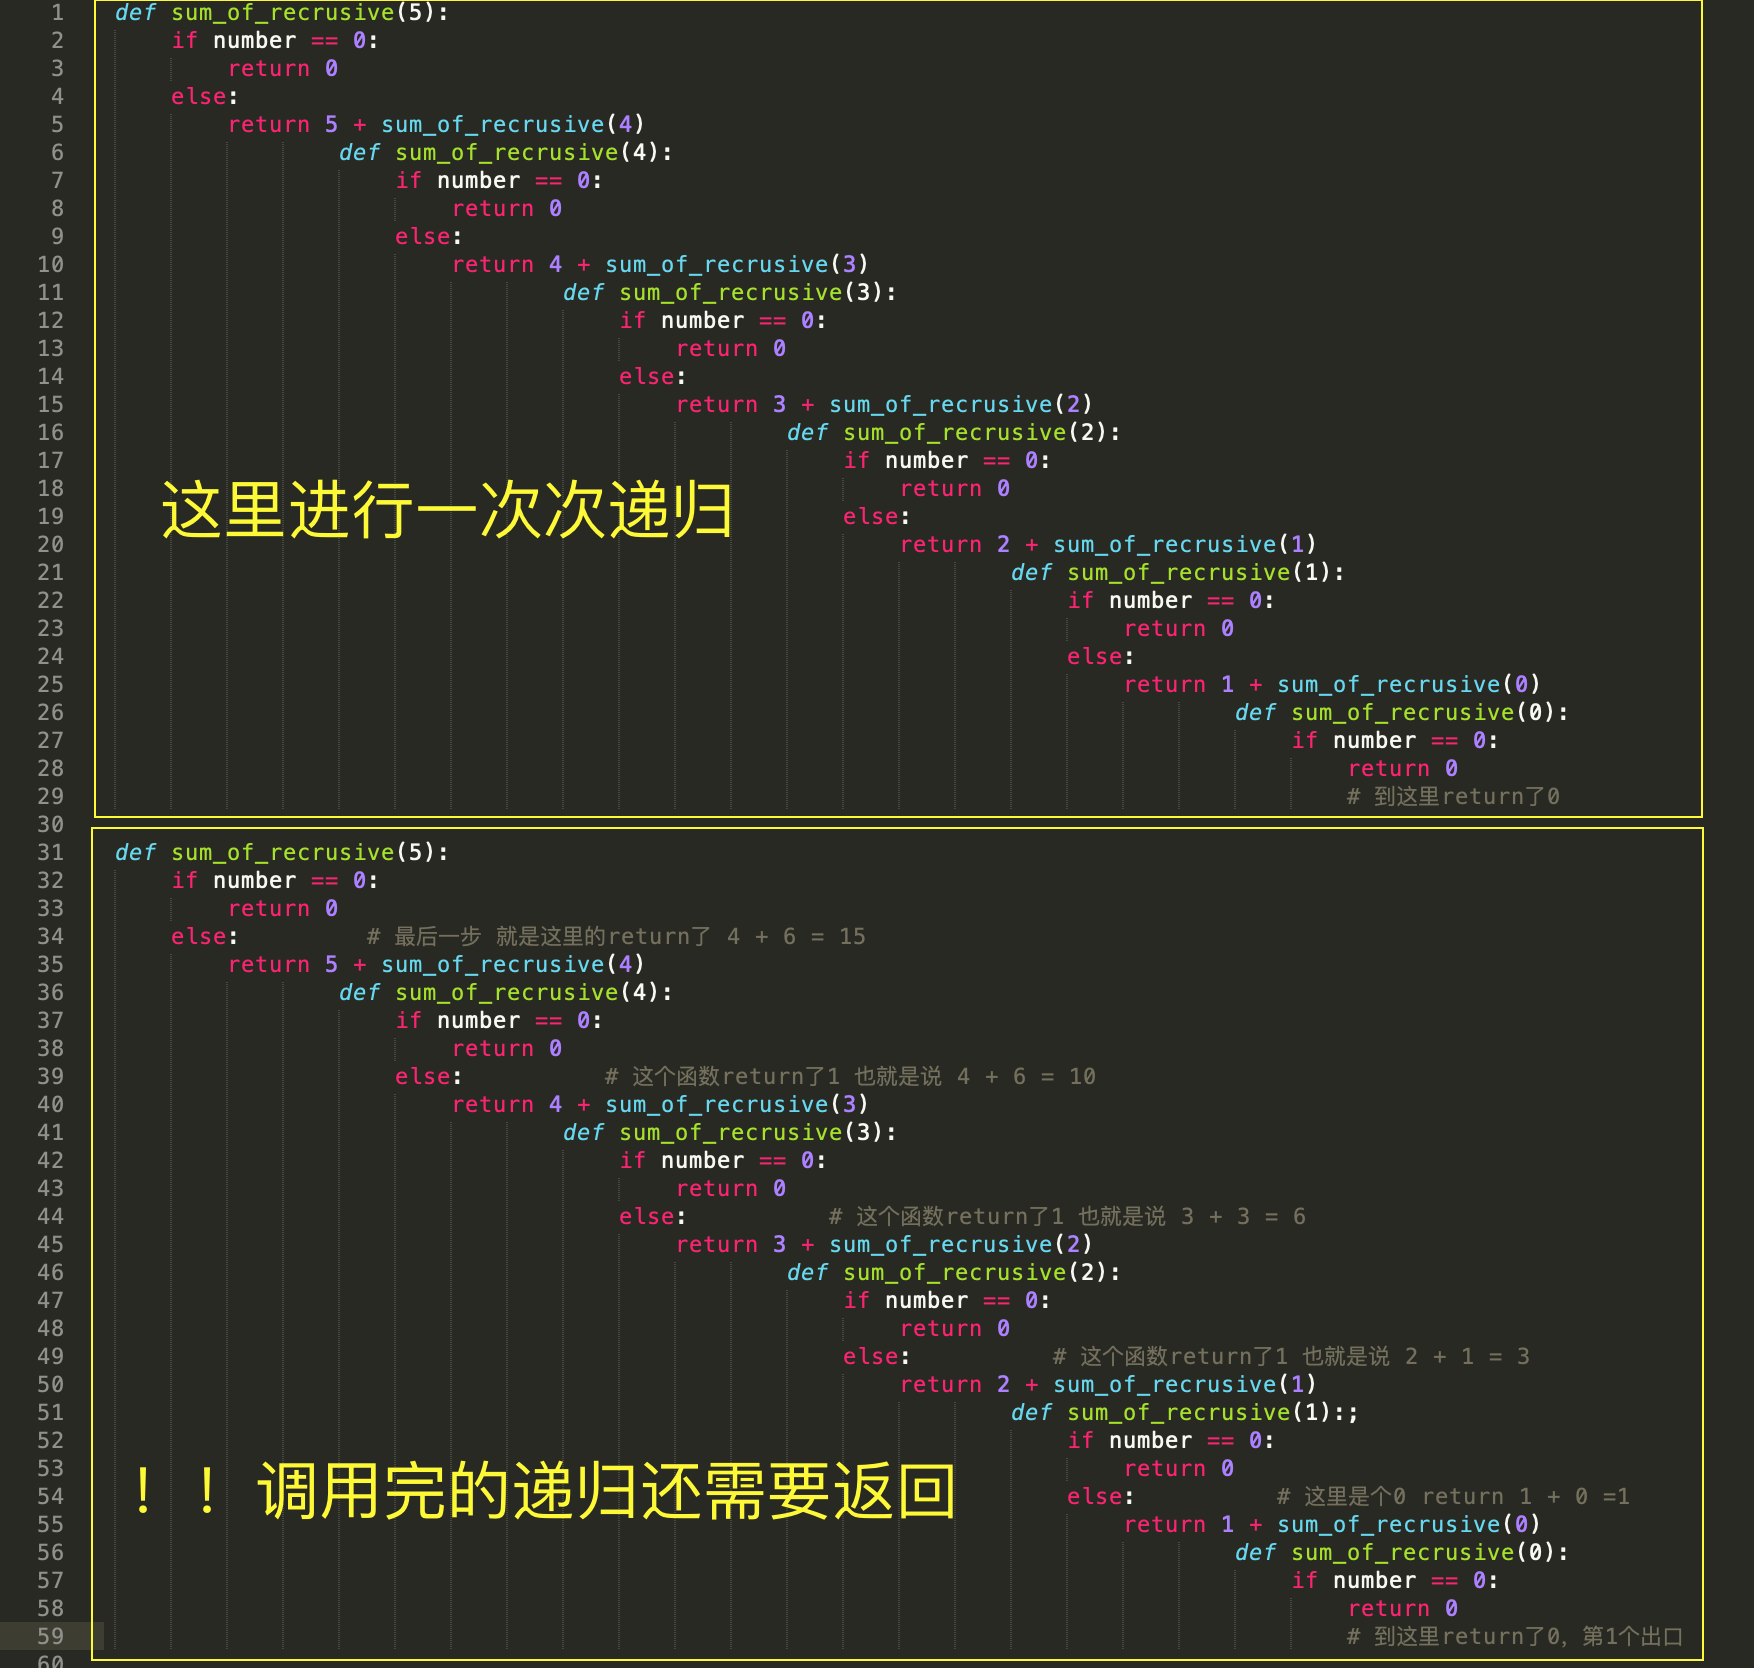 1 def sum_of_recrusive(5):
2 if number == 0:
3 return 0
4 else:
5 return 5 + sum_of_recrusive(4)
6 def sum_of_recrusive(4):
7 if number == 0:
8 return 0
9 else:
10 return 4 + sum_of_recrusive(3)
11 def sum_of_recrusive(3):
12 if number == 0:
13 return 0
14 else:
15 return 3 + sum_of_recrusive(2)
16 def sum_of_recrusive(2):
17 if number == 0:
18 return 0
这里进行一次次递归
19 else:
20 return 2 + sum_of_recrusive(1)
21 def sum_of_recrusive(1):
22 if number == 0:
23 return 0
24 else:
25 return 1 + sum_of_recrusive(0)
26 def sum_of_recrusive(0):
27 if number == 0:
28 return 0
29 # 到这里return了0
30
31 def sum_of_recrusive(5):
32 if number == 0:
33 return 0
34 else: # 最后一步 就是这里的return了 4 + 6 = 15
35 return 5 + sum_of_recrusive(4)
36 def sum_of_recrusive(4):
37 if number == 0:
38 return 0
39 else: # 这个函数return了1 也就是说 4 + 6 = 10
40 return 4 + sum_of_recrusive(3)
41 def sum_of_recrusive(3):
42 if number == 0:
43 return 0
44 else: # 这个函数return了1 也就是说 3 + 3 = 6
45 return 3 + sum_of_recrusive(2)
46 def sum_of_recrusive(2):
47 if number == 0:
48 return 0
49 else: # 这个函数return了1 也就是说 2 + 1 = 3
50 return 2 + sum_of_recrusive(1)
51 def sum_of_recrusive(1):;
52 if number == 0:
53 return 0
！！调用完的递归还需要返回
54 else: # 这里是个0 return 1 + 0 =1
55 return 1 + sum_of_recrusive(0)
56 def sum_of_recrusive(0):
57 if number == 0:
58 return 0
59 # 到这里return了0，第1个出口
60